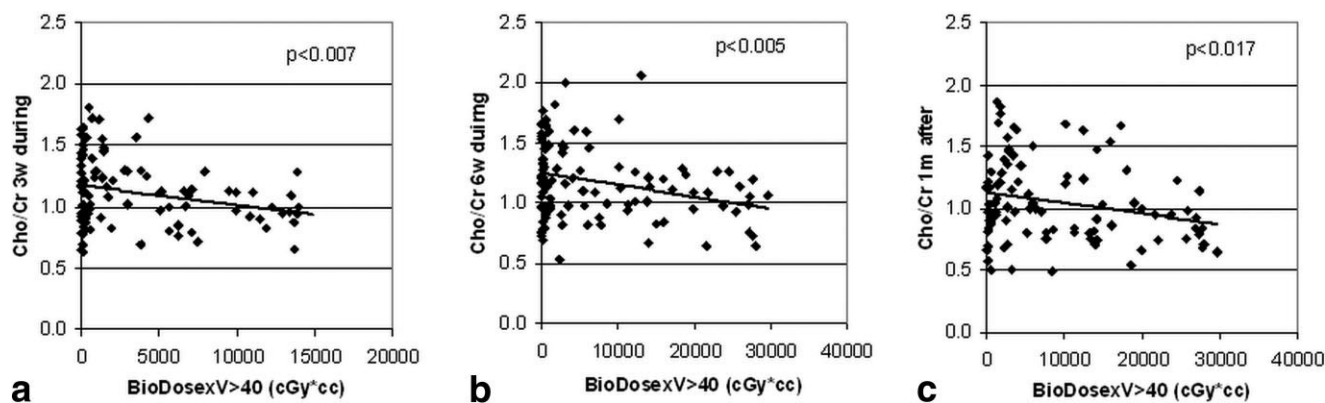 a
Cho/Cr 3w during
2.5
2.0
1.5
1.0
0.5
0.0
p<0.007
0 5000 10000 15000 20000
BioDosexV>40 (cGy*cc)
b
Cho/Cr 6w duirng
2.5
2.0
1.5
1.0
0.5
0.0
p<0.005
0 10000 20000 30000 40000
BioDosexV>40 (cGy*cc)
c
Cho/Cr 1m after
2.5
2.0
1.5
1.0
0.5
0.0
p<0.017
0 10000 20000 30000 40000
BioDosexV>40 (cGy*cc)